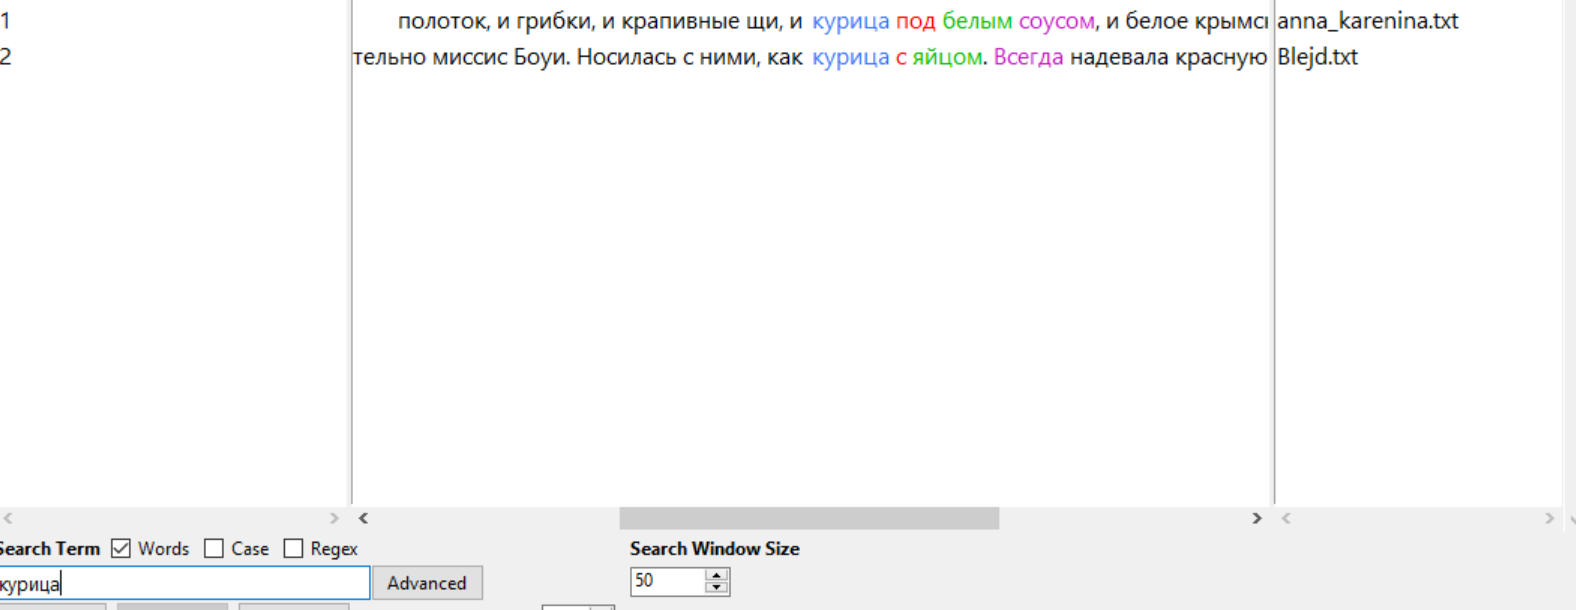 1 полоток, и грибки, и крапивные щи, и курица под белым соусом, и белое крымс anna_karenina.txt
2 тельно миссис Боуи. Носилась с ними, как курица с яйцом. Всегда надевала красную Blejd.txt
Search Term Words Case Regex Search Window Size
курица Advanced 50